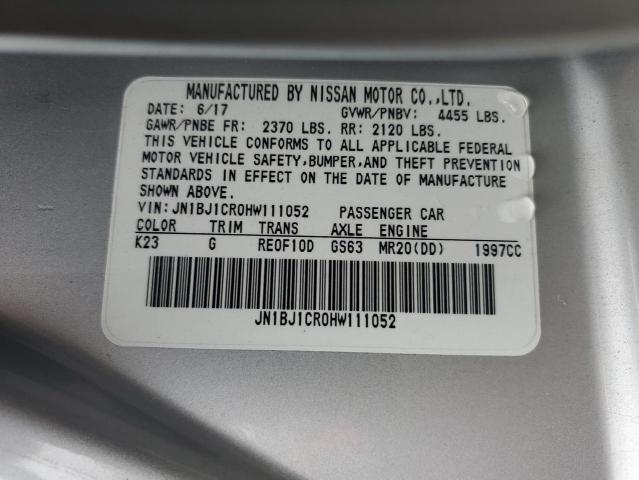 MANUFACTURED BY NISSAN MOTOR CO.,LTD.
DATE: 6/17 GVWR/PNBV: 4455 LBS.
GAWR/PNBE FR: 2370 LBS. RR: 2120 LBS.
THIS VEHICLE CONFORMS TO ALL APPLICABLE FEDERAL
MOTOR VEHICLE SAFETY,BUMPER,AND THEFT PREVENTION
STANDARDS IN EFFECT ON THE DATE OF MANUFACTURE
SHOWN ABOVE.
VIN:JN1BJ1CR0HW111052 PASSENGER CAR
COLOR TRIM TRANS AXLE ENGINE
K23 G RE0F10D GS63 MR20(DD) 1997CC
JN1BJ1CR0HW111052